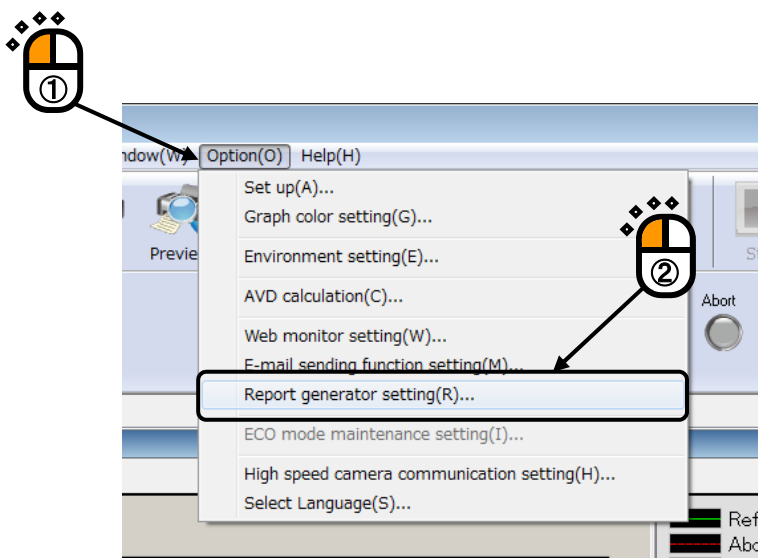 ①
ndow(W) Option(O) Help(H)
Set up(A)...
Graph color setting(G)...
Previe
Environment setting(E)...
②
AVD calculation(C)...
Abort
Web monitor setting(W)...
E-mail sending function setting(M)...
Report generator setting(R)...
ECO mode maintenance setting(I)...
High speed camera communication setting(H)...
Select Language(S)...
Ref
Abo